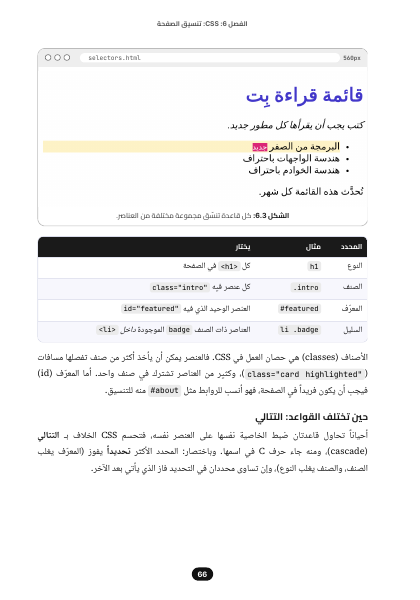 الفصل 6: CSS: تنسيق الصفحة
selectors.html
560px
قائمة قراءة بِت
كتب يجب أن يقرأها كل مطور جديد.
• البرمجة من الصفر جديد
• هندسة الواجهات باحتراف
• هندسة الخوادم باحتراف
تُحدَّث هذه القائمة كل شهر.
الشكل 6.3: كل قاعدة تنسّق مجموعة مختلفة من العناصر.
المحدد مثال يختار
النوع h1 كل <h1> في الصفحة
الصنف .intro كل عنصر فيه class="intro"
المعرّف #featured العنصر الوحيد الذي فيه id="featured"
السليل li .badge العناصر ذات الصنف badge الموجودة داخل <li>
الأصناف (classes) هي حصان العمل في CSS. فالعنصر يمكن أن يأخذ أكثر من صنف تفصلها مسافات
(class="card highlighted")، وكثير من العناصر تشترك في صنف واحد. أما المعرّف (id)
فيجب أن يكون فريداً في الصفحة، فهو أنسب للروابط مثل #about منه للتنسيق.
حين تختلف القواعد: التتالي
أحياناً تحاول قاعدتان ضبط الخاصية نفسها على العنصر نفسه، فتحسم CSS الخلاف بـ التتالي
(cascade)، ومنه جاء حرف C في اسمها. وباختصار: المحدد الأكثر تحديداً يفوز (المعرّف يغلب
الصنف، والصنف يغلب النوع)، وإن تساوى محددان في التحديد فاز الذي يأتي بعد الآخر.
66